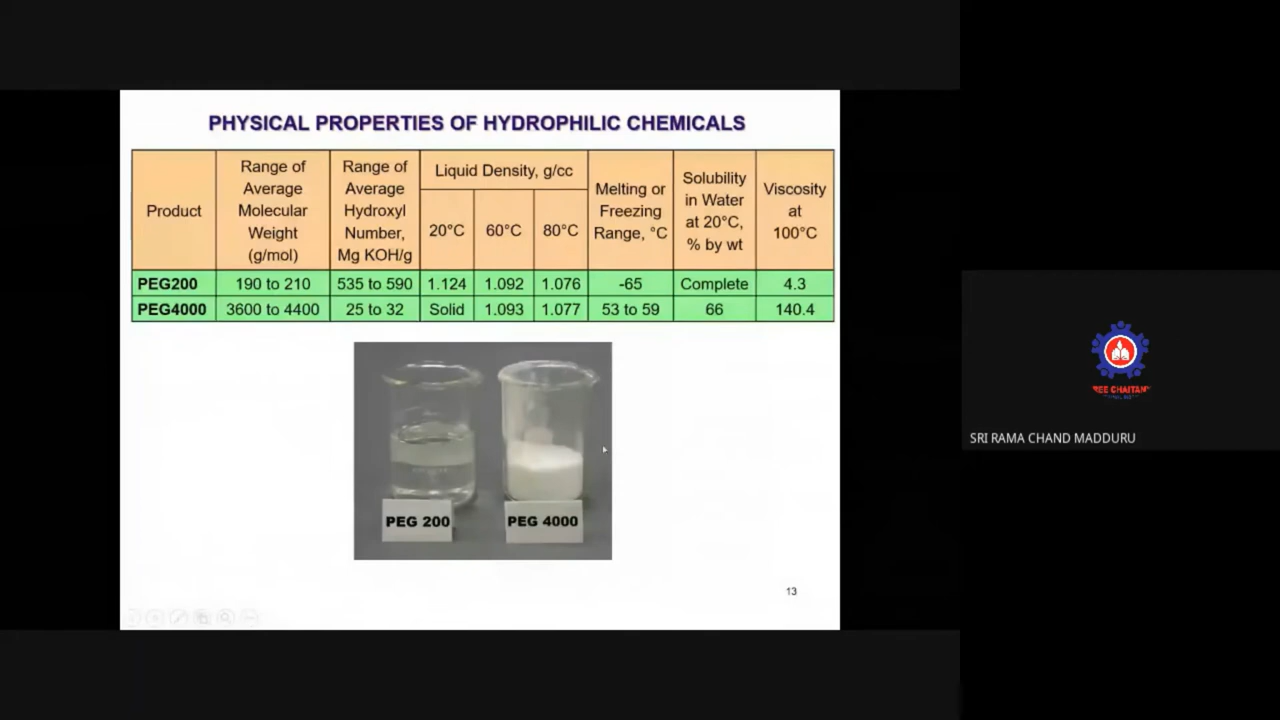 PHYSICAL PROPERTIES OF HYDROPHILIC CHEMICALS
Product
Range of
Average
Molecular
Weight
(g/mol)
Range of
Average
Hydroxyl
Number,
Mg KOH/g
Liquid Density, g/cc
20°C 60°C 80°C
Melting or
Freezing
Range, °C
Solubility
in Water
at 20°C,
% by wt
Viscosity
at
100°C
PEG200 190 to 210 535 to 590 1.124 1.092 1.076 -65 Complete 4.3
PEG4000 3600 to 4400 25 to 32 Solid 1.093 1.077 53 to 59 66 140.4
PEG 200
PEG 4000
13
REE CHAITAN
SRI RAMA CHAND MADDURU